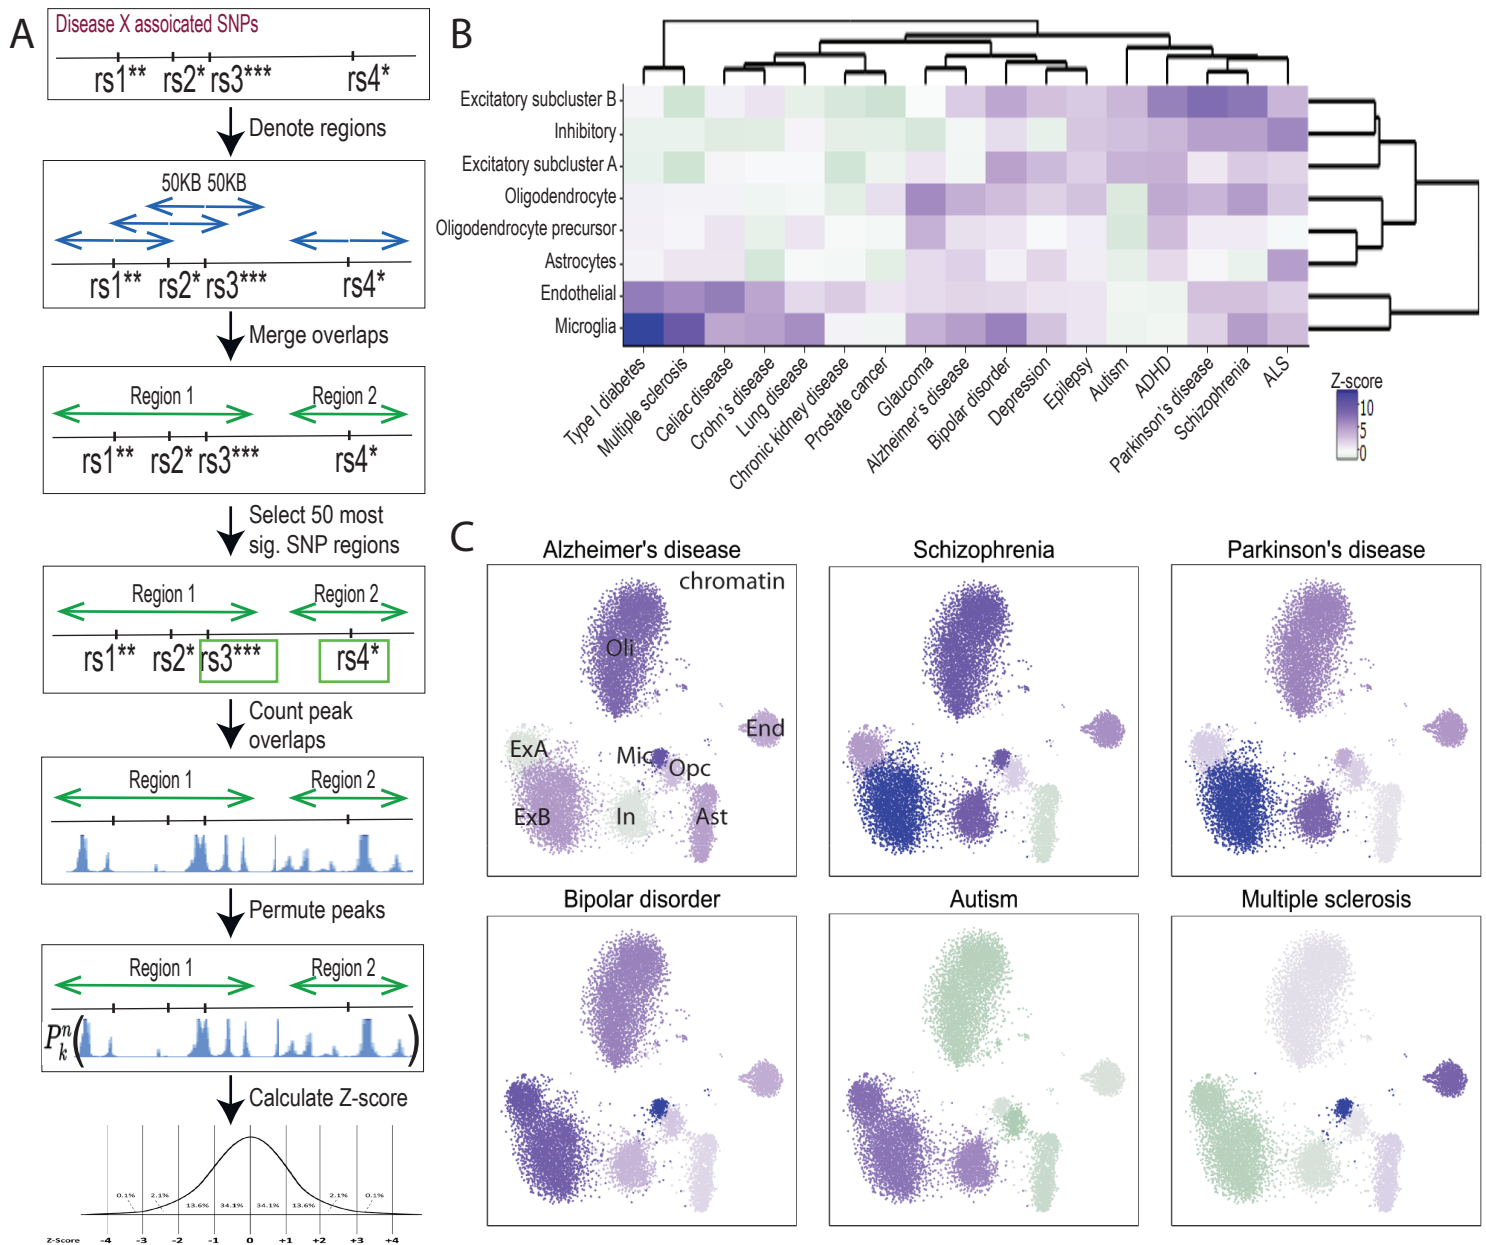 A
Disease X assoicated SNPs
rs1** rs2* rs3*** rs4*
Denote regions
50KB 50KB
rs1** rs2* rs3*** rs4*
Merge overlaps
Region 1 Region 2
rs1** rs2* rs3*** rs4*
Select 50 most
sig. SNP regions
Region 1 Region 2
rs1** rs2* rs3*** rs4*
Count peak
overlaps
Region 1 Region 2
Permute peaks
Region 1 Region 2
P n k ( )
Calculate Z-score
0.1% 2.1% 13.6% 34.1% 34.1% 13.6% 2.1% 0.1%
Z-Score -4 -3 -2 -1 0 +1 +2 +3 +4
B
Excitatory subcluster B
Inhibitory
Excitatory subcluster A
Oligodendrocyte
Oligodendrocyte precursor
Astrocytes
Endothelial
Microglia
Type I diabetes
Multiple sclerosis
Celiac disease
Crohn's disease
Lung disease
Chronic kidney disease
Prostate cancer
Glaucoma
Alzheimer's disease
Bipolar disorder
Depression
Epilepsy
Autism
ADHD
Parkinson's disease
Schizophrenia
ALS
Z-score
10
5
0
C
Alzheimer's disease
chromatin
Oli
End
ExA
Mic
Opc
ExB
In
Ast
Schizophrenia
Parkinson's disease
Bipolar disorder
Autism
Multiple sclerosis